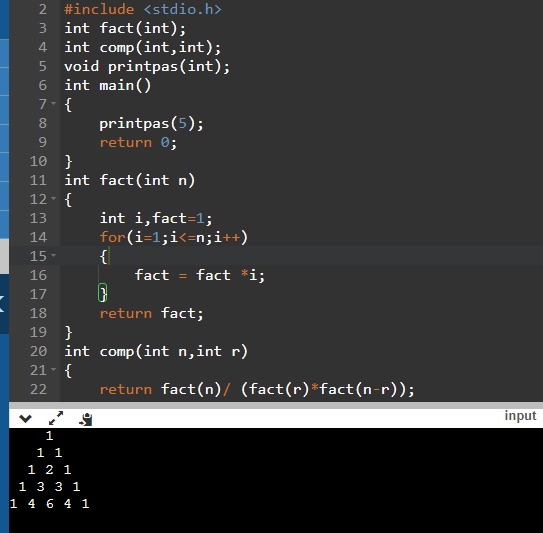 2 #include <stdio.h>
3 int fact(int);
4 int comp(int,int);
5 void printpas(int);
6 int main()
7 {
8     printpas(5);
9     return 0;
10 }
11 int fact(int n)
12 {
13     int i,fact=1;
14     for(i=1;i<=n;i++)
15     {
16         fact = fact *i;
17     }
18     return fact;
19 }
20 int comp(int n,int r)
21 {
22     return fact(n)/ (fact(r)*fact(n-r));
input
    1
   1 1
  1 2 1
 1 3 3 1
1 4 6 4 1